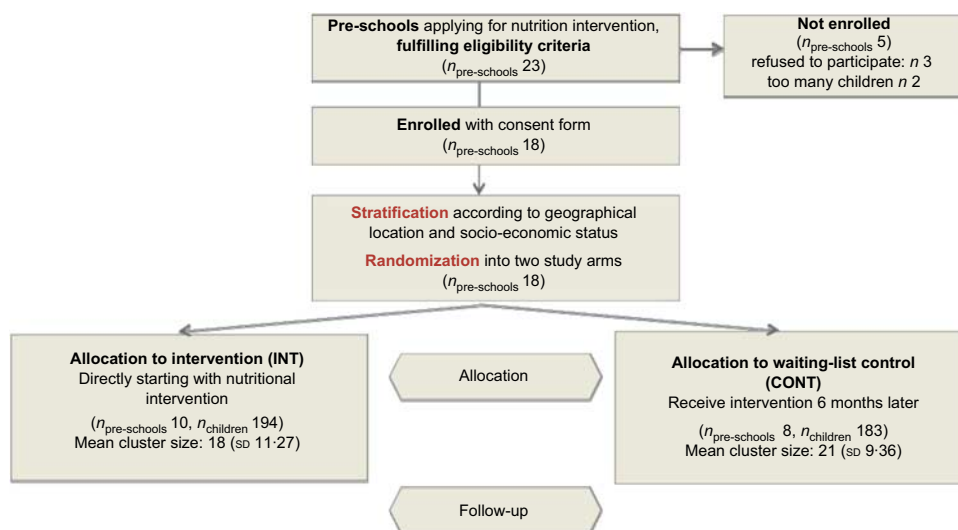 Pre-schools applying for nutrition intervention,
fulfilling eligibility criteria
(npre-schools 23)
Not enrolled
(npre-schools 5)
refused to participate: n 3
too many children n 2
Enrolled with consent form
(npre-schools 18)
Stratification according to geographical
location and socio-economic status
Randomization into two study arms
(npre-schools 18)
Allocation to intervention (INT)
Directly starting with nutritional
intervention
(npre-schools 10, nchildren 194)
Mean cluster size: 18 (SD 11·27)
Allocation
Allocation to waiting-list control
(CONT)
Receive intervention 6 months later
(npre-schools 8, nchildren 183)
Mean cluster size: 21 (SD 9·36)
Follow-up